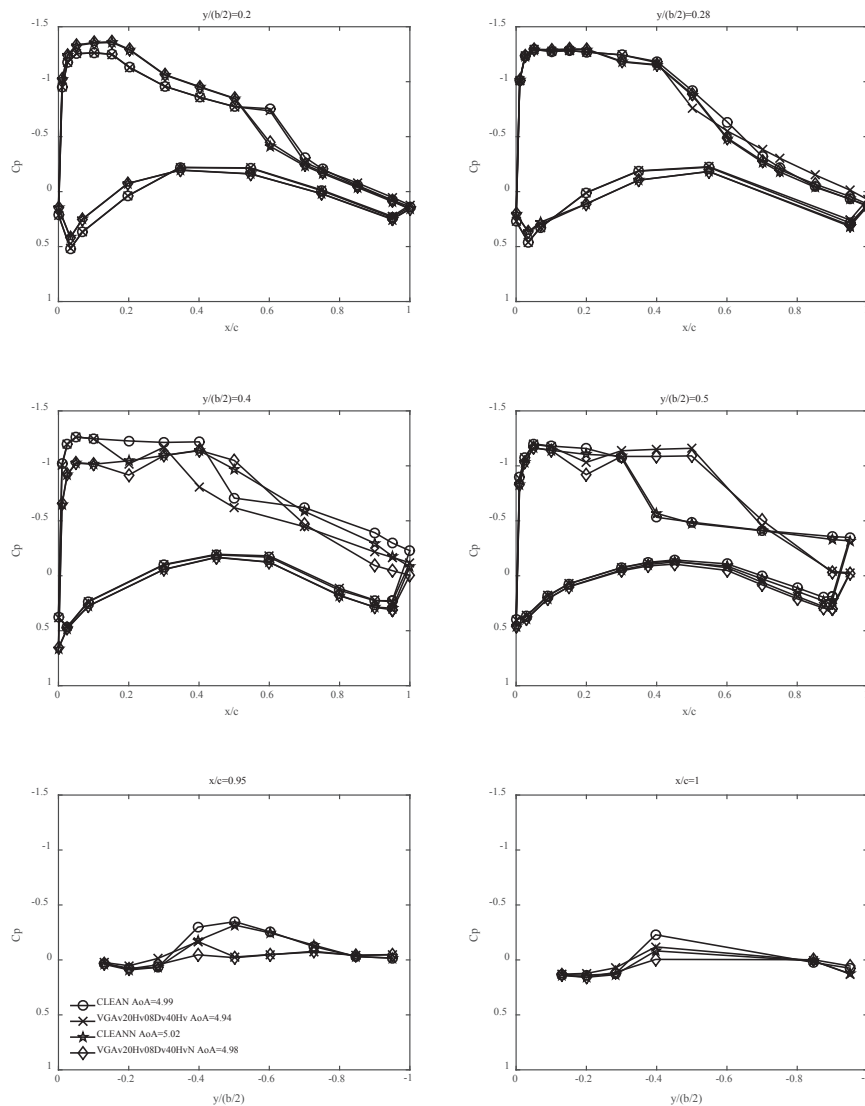 y/(b/2)=0.2
-1.5
-1
-0.5
0
0.5
1
Cp
0 0.2 0.4 0.6 0.8 1
x/c
y/(b/2)=0.28
-1.5
-1
-0.5
0
0.5
1
Cp
0 0.2 0.4 0.6 0.8 1
x/c
y/(b/2)=0.4
-1.5
-1
-0.5
0
0.5
1
Cp
0 0.2 0.4 0.6 0.8 1
x/c
y/(b/2)=0.5
-1.5
-1
-0.5
0
0.5
1
Cp
0 0.2 0.4 0.6 0.8 1
x/c
x/c=0.95
-1.5
-1
-0.5
0
0.5
1
Cp
CLEAN AoA=4.99
VGAv20Hv08Dv40Hv AoA=4.94
CLEANN AoA=5.02
VGAv20Hv08Dv40HvN AoA=4.98
0 -0.2 -0.4 -0.6 -0.8 -1
y/(b/2)
x/c=1
-1.5
-1
-0.5
0
0.5
1
Cp
0 -0.2 -0.4 -0.6 -0.8 -1
y/(b/2)